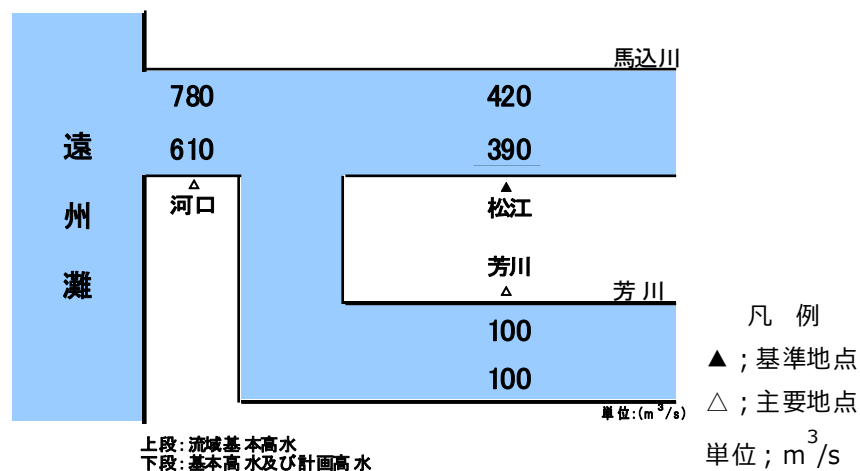 馬込川
780 420
610 390
遠州灘
△ ▲
河口 松江
芳川
△ 芳川
100
100
単位:(m³/s)
上段:流域基本高水
下段:基本高水及び計画高水
凡 例
▲;基準地点
△;主要地点
単位;m³/s